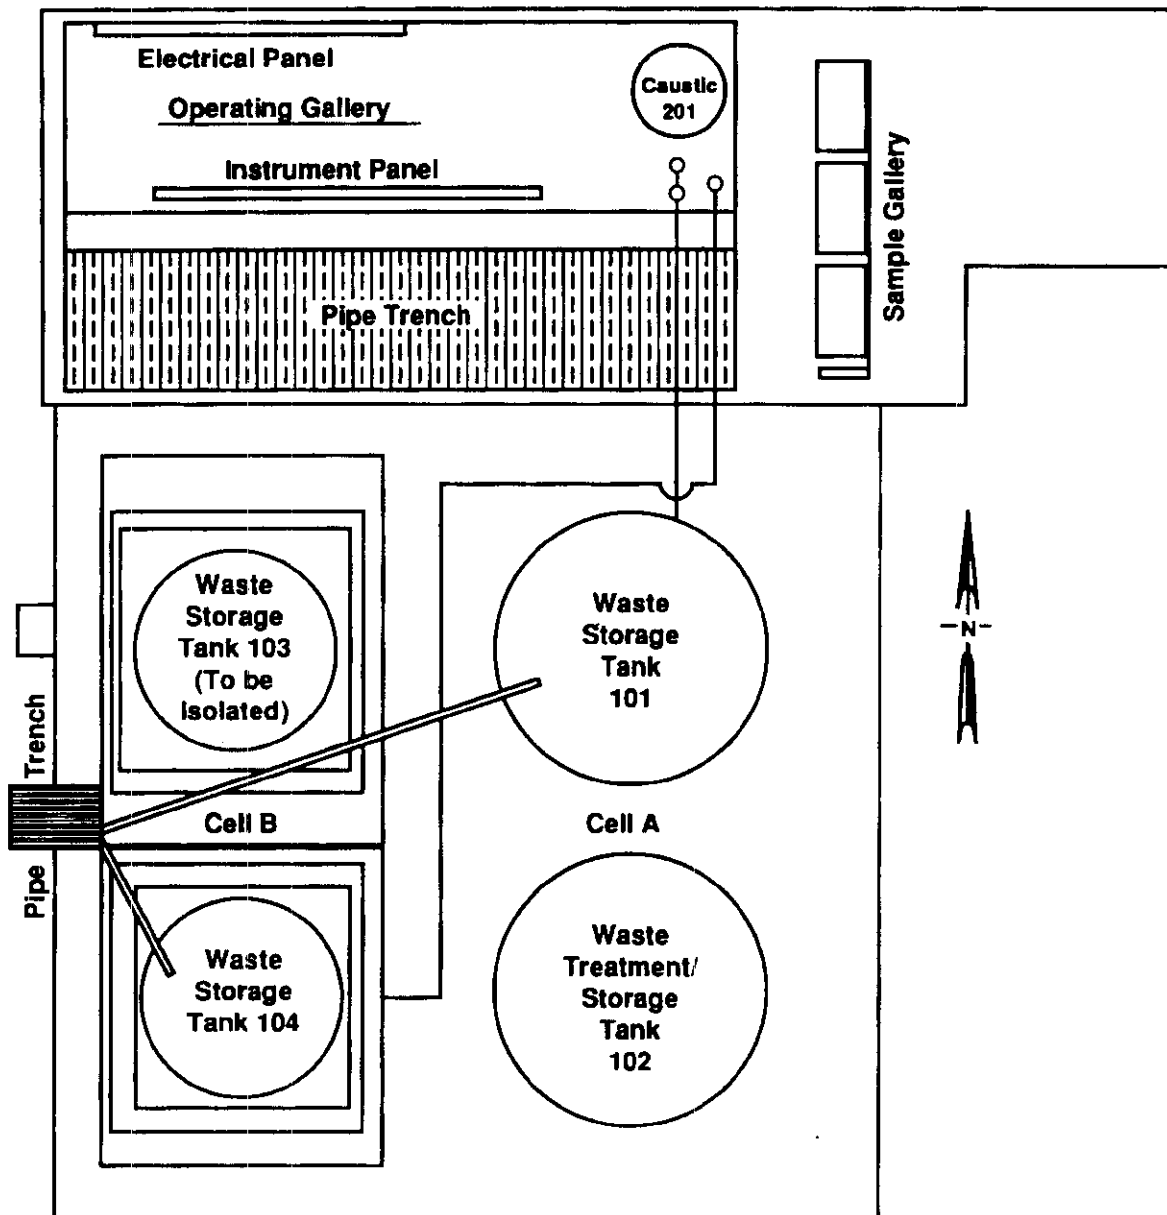 Electrical Panel
Operating Gallery
Instrument Panel
Caustic
201
Sample Gallery
Pipe Trench
Waste
Storage
Tank 103
(To be
Isolated)
Waste
Storage
Tank
101
N
Pipe Trench
Cell B
Cell A
Waste
Storage
Tank 104
Waste
Treatment/
Storage
Tank
102